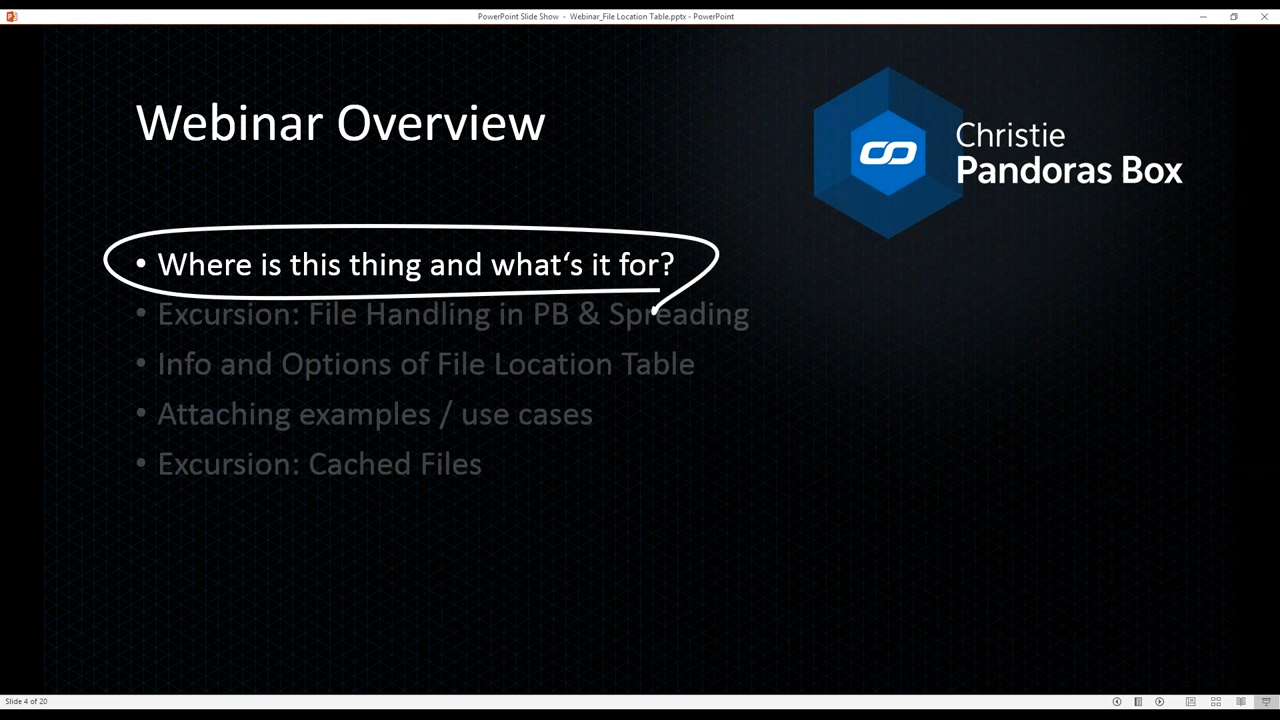 PowerPoint Slide Show - Webinar_File Location Table.pptx - PowerPoint
Webinar Overview
Christie
Pandoras Box
• Where is this thing and what‘s it for?
• Excursion: File Handling in PB & Spreading
• Info and Options of File Location Table
• Attaching examples / use cases
• Excursion: Cached Files
Slide 4 of 20